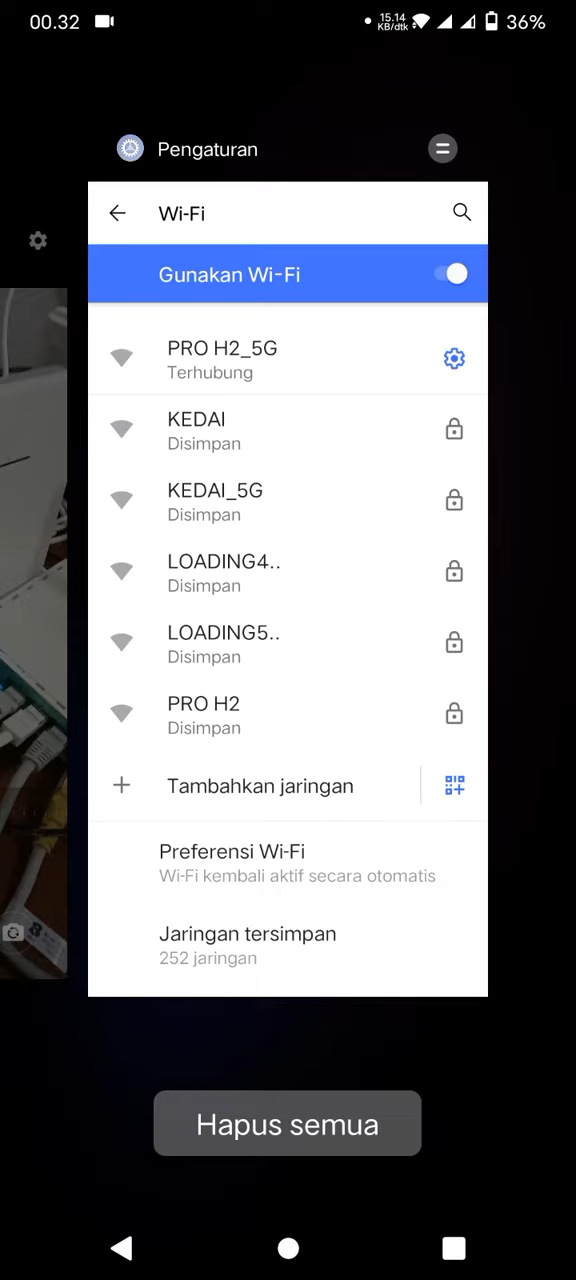 00.32
15.14
KB/dtk
36%
Pengaturan
Wi-Fi
Gunakan Wi-Fi
PRO H2_5G
Terhubung
KEDAI
Disimpan
KEDAI_5G
Disimpan
LOADING4..
Disimpan
LOADING5..
Disimpan
PRO H2
Disimpan
Tambahkan jaringan
Preferensi Wi-Fi
Wi-Fi kembali aktif secara otomatis
Jaringan tersimpan
252 jaringan
8
Hapus semua